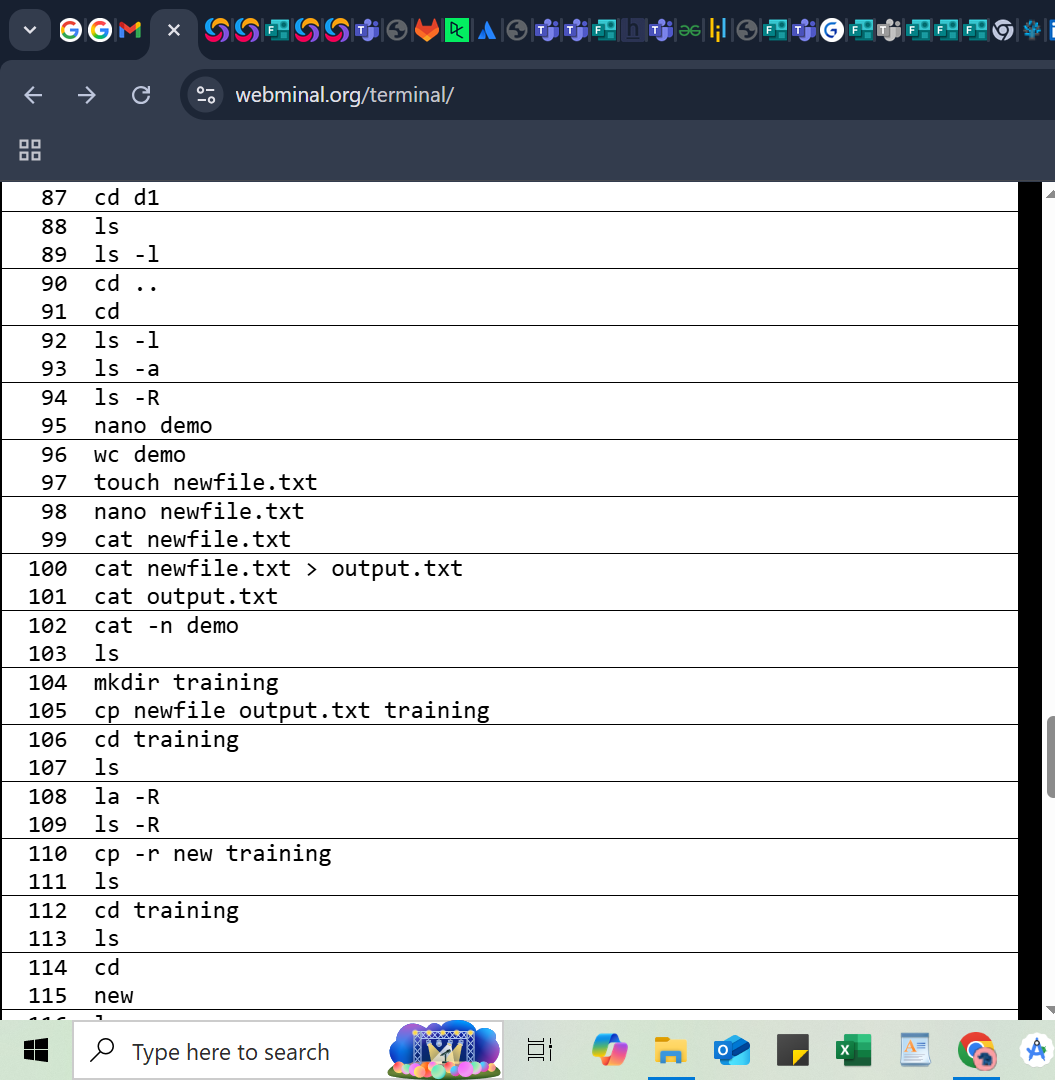 webminal.org/terminal/
87 cd d1
88 ls
89 ls -l
90 cd ..
91 cd
92 ls -l
93 ls -a
94 ls -R
95 nano demo
96 wc demo
97 touch newfile.txt
98 nano newfile.txt
99 cat newfile.txt
100 cat newfile.txt > output.txt
101 cat output.txt
102 cat -n demo
103 ls
104 mkdir training
105 cp newfile output.txt training
106 cd training
107 ls
108 la -R
109 ls -R
110 cp -r new training
111 ls
112 cd training
113 ls
114 cd
115 new
Type here to search